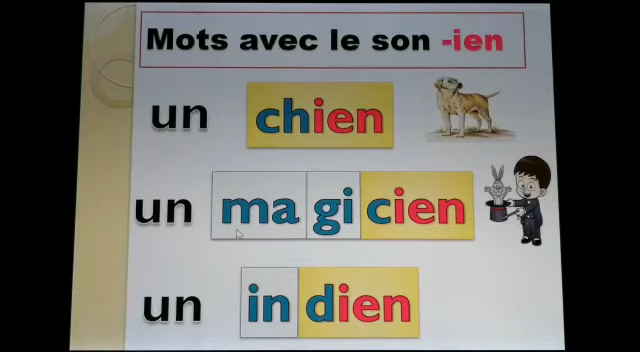 Mots avec le son -ien
un chien
un magicien
un indien